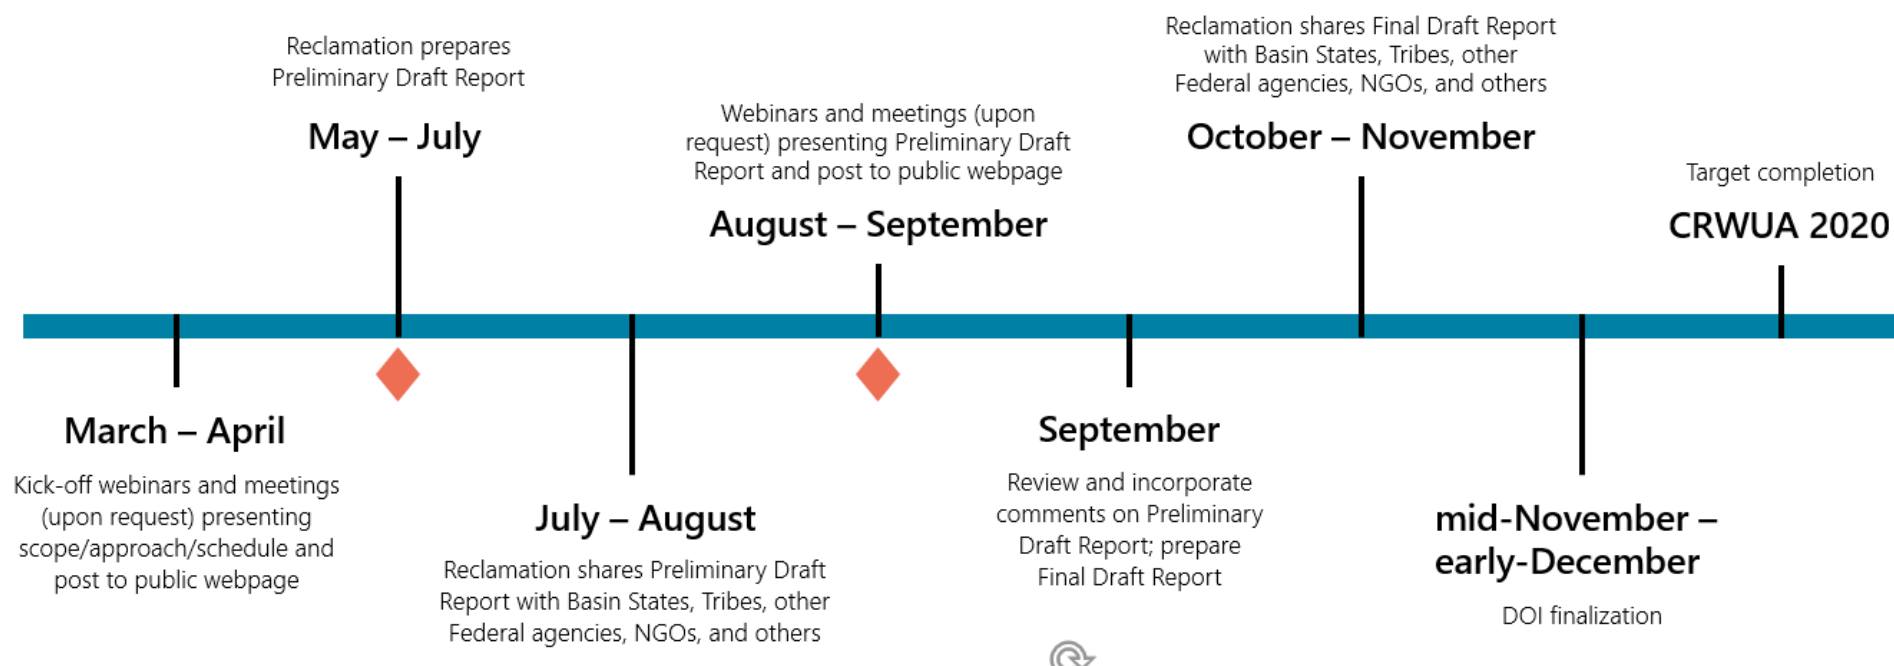 Reclamation prepares
Preliminary Draft Report
May – July
Webinars and meetings (upon
request) presenting Preliminary Draft
Report and post to public webpage
August – September
Reclamation shares Final Draft Report
with Basin States, Tribes, other
Federal agencies, NGOs, and others
October – November
Target completion
CRWUA 2020
March – April
Kick-off webinars and meetings
(upon request) presenting
scope/approach/schedule and
post to public webpage
July – August
Reclamation shares Preliminary Draft
Report with Basin States, Tribes, other
Federal agencies, NGOs, and others
September
Review and incorporate
comments on Preliminary
Draft Report; prepare
Final Draft Report
mid-November –
early-December
DOI finalization